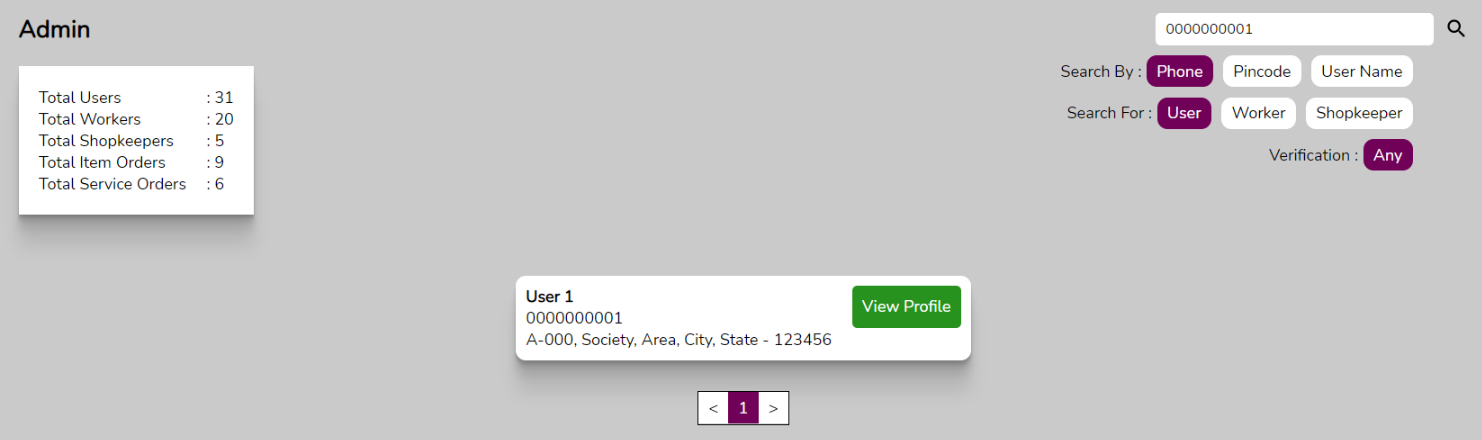 Admin
0000000001
Search By : Phone Pincode User Name
Search For : User Worker Shopkeeper
Verification : Any
Total Users : 31
Total Workers : 20
Total Shopkeepers : 5
Total Item Orders : 9
Total Service Orders : 6
User 1
0000000001
A-000, Society, Area, City, State - 123456
View Profile
< 1 >